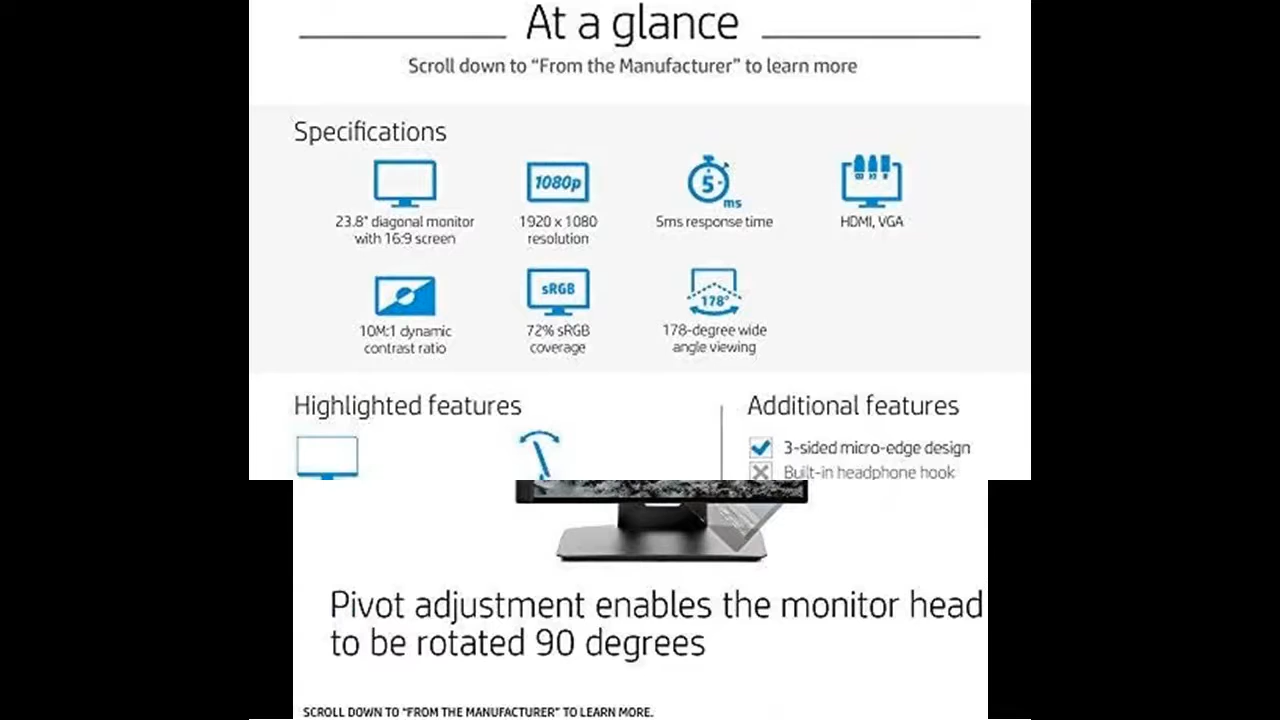 At a glance
Scroll down to “From the Manufacturer” to learn more
Specifications
1080p
5
ms
23.8" diagonal monitor
with 16:9 screen
1920 x 1080
resolution
5ms response time
HDMI, VGA
sRGB
178°
10M:1 dynamic
contrast ratio
72% sRGB
coverage
178-degree wide
angle viewing
Highlighted features
Additional features
3-sided micro-edge design
Built-in headphone hook
Pivot adjustment enables the monitor head
to be rotated 90 degrees
SCROLL DOWN TO “FROM THE MANUFACTURER” TO LEARN MORE.